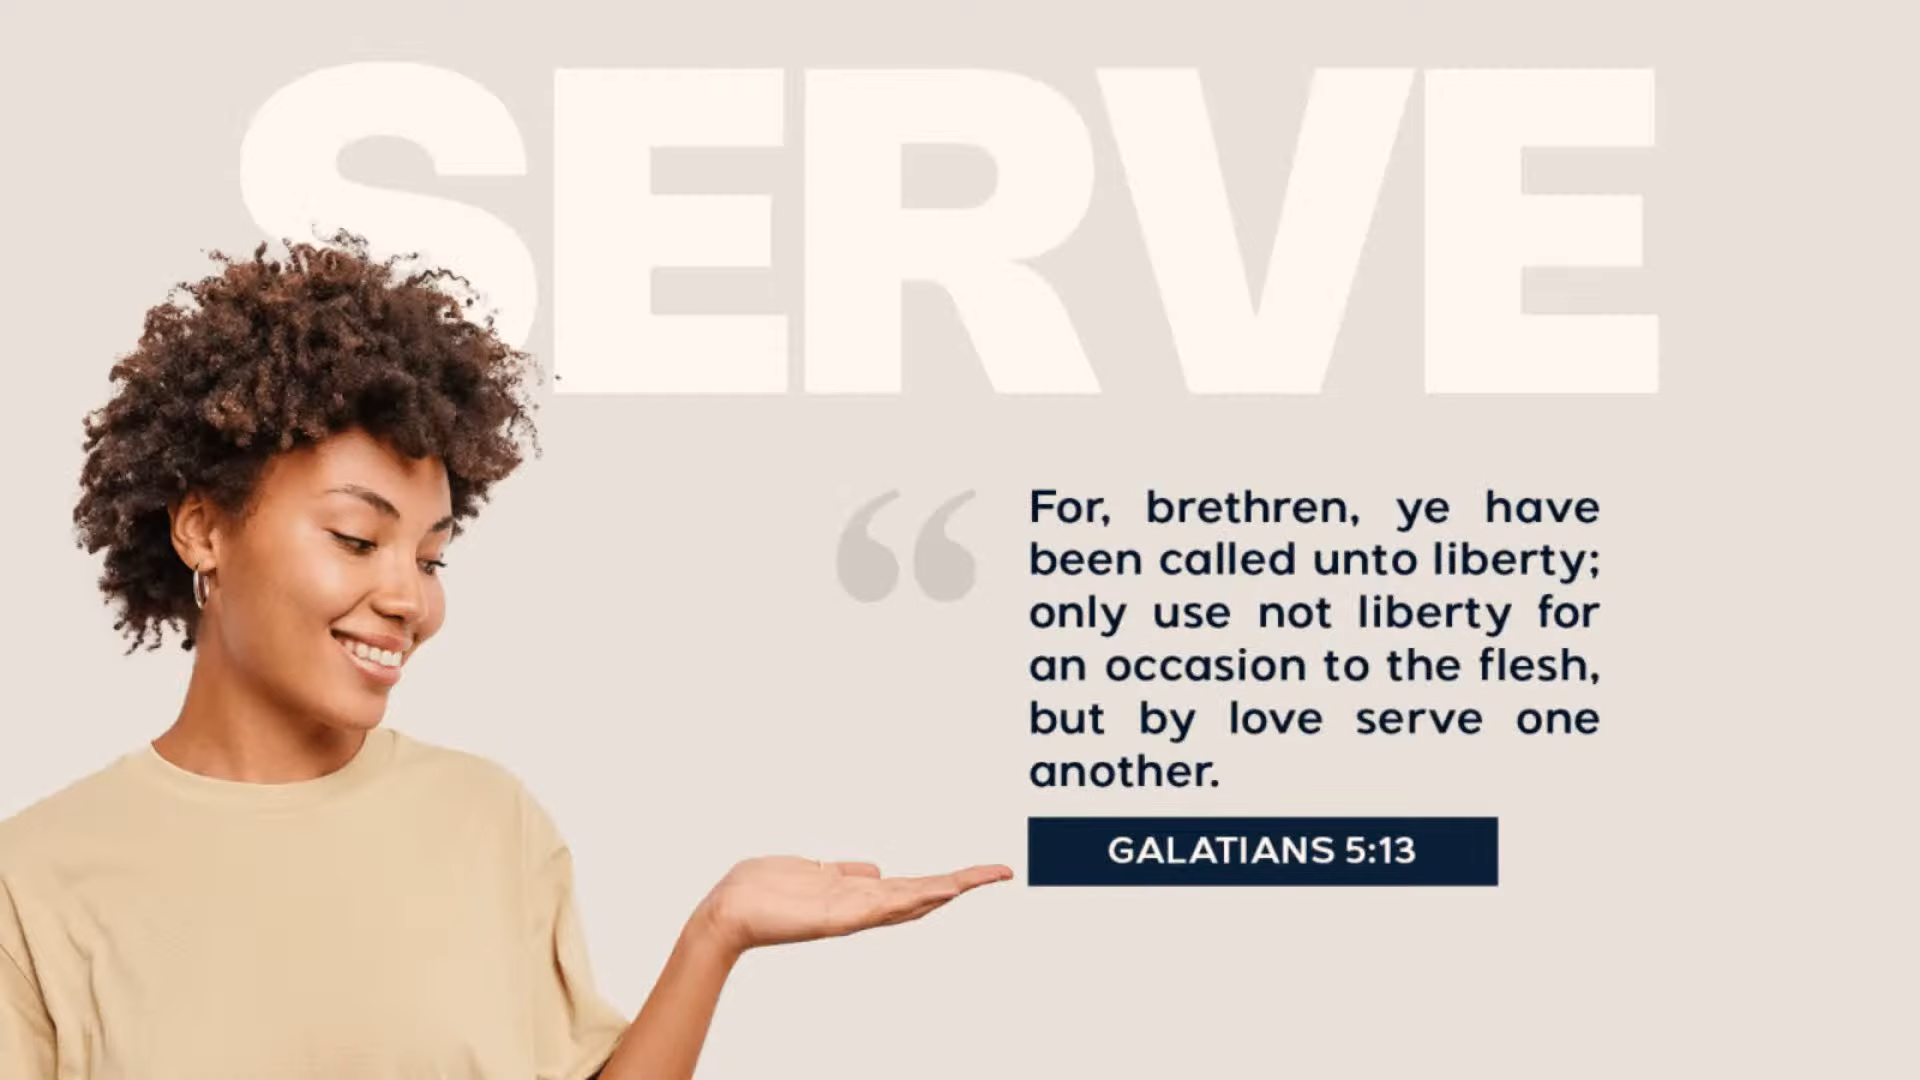 SERVE
“
For, brethren, ye have
been called unto liberty;
only use not liberty for
an occasion to the flesh,
but by love serve one
another.
GALATIANS 5:13